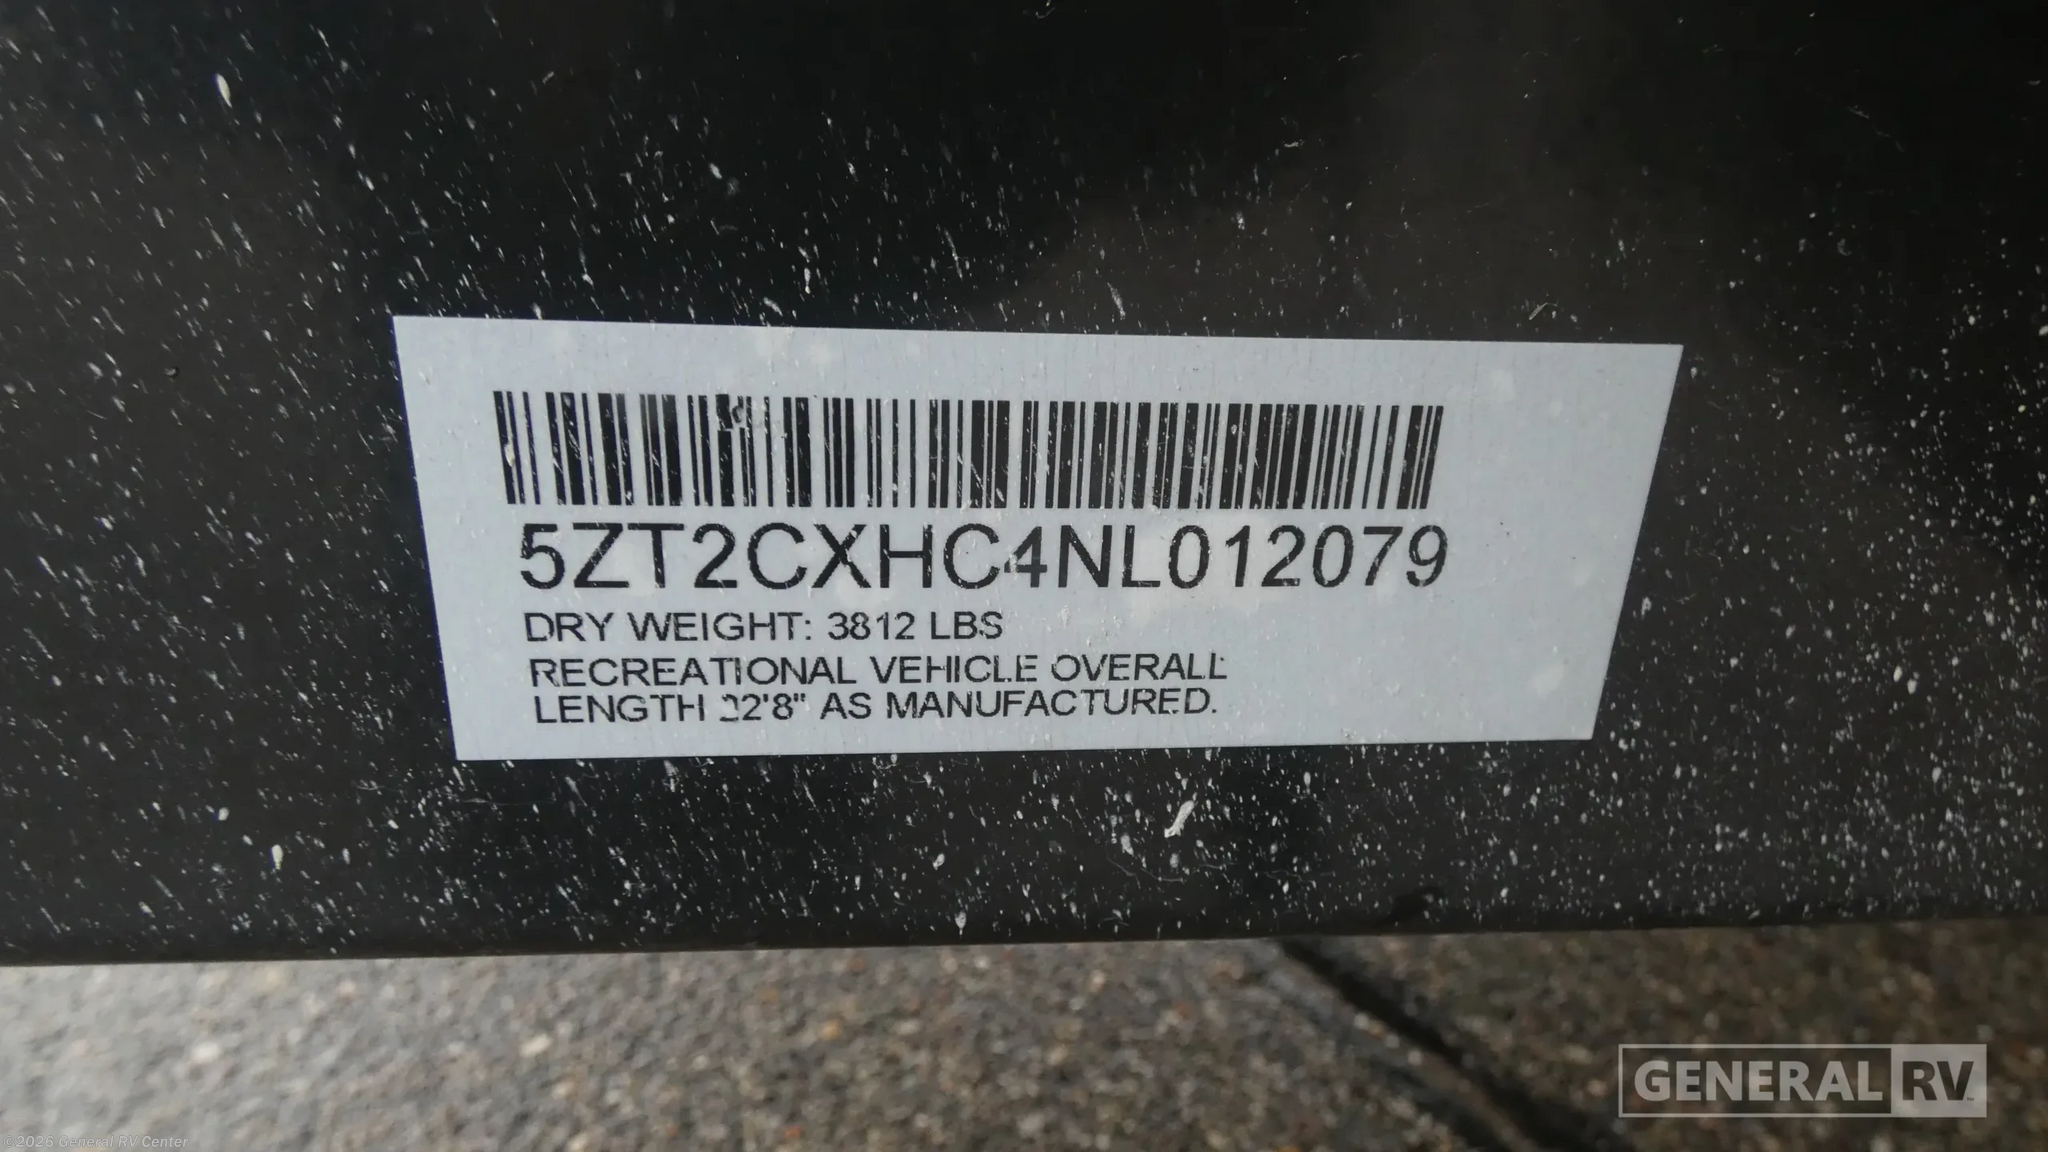 5ZT2CXHC4NL012079
DRY WEIGHT: 3812 LBS
RECREATIONAL VEHICLE OVERALL
LENGTH 22'8" AS MANUFACTURED.
GENERAL RV
©2026 General RV Center